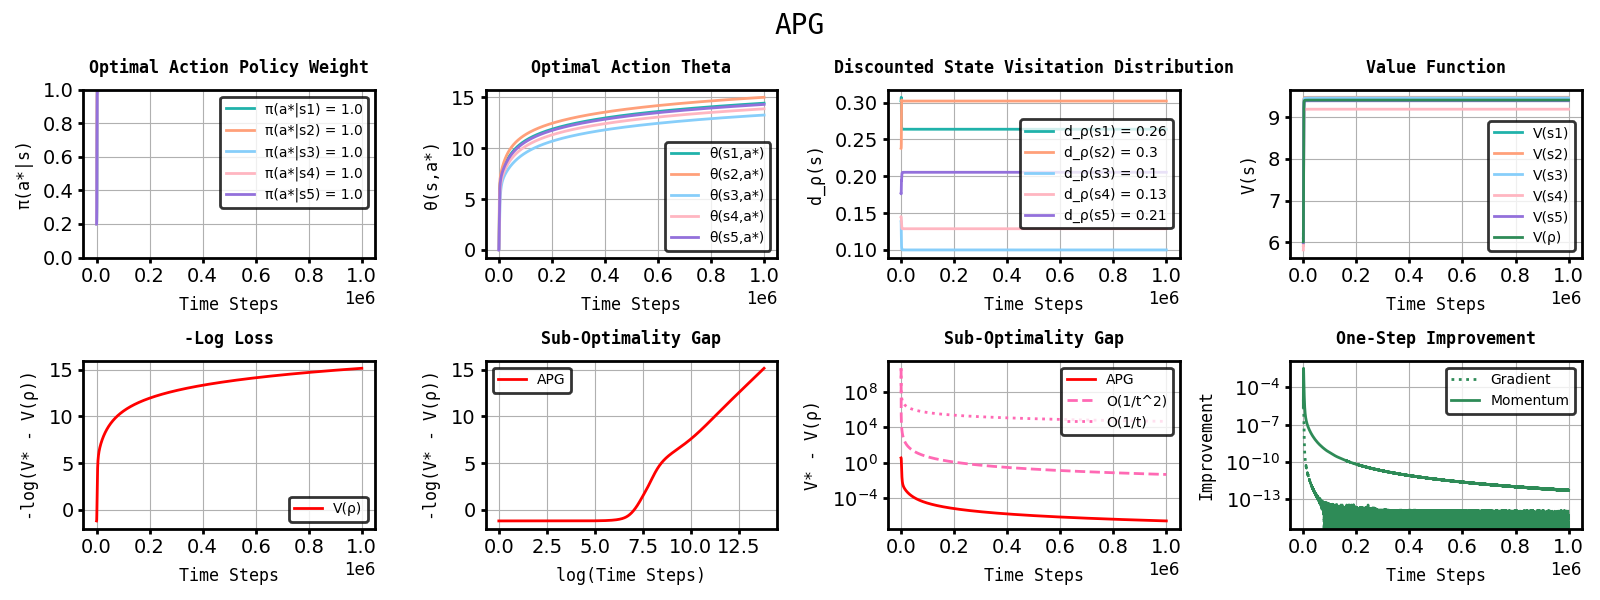 APG
Optimal Action Policy Weight
π(a*|s)
1.0
0.8
0.6
0.4
0.2
0.0
π(a*|s1) = 1.0
π(a*|s2) = 1.0
π(a*|s3) = 1.0
π(a*|s4) = 1.0
π(a*|s5) = 1.0
0.0 0.2 0.4 0.6 0.8 1.0
1e6
Time Steps
Optimal Action Theta
θ(s,a*)
15
10
5
0
θ(s1,a*)
θ(s2,a*)
θ(s3,a*)
θ(s4,a*)
θ(s5,a*)
0.0 0.2 0.4 0.6 0.8 1.0
1e6
Time Steps
Discounted State Visitation Distribution
d_ρ(s)
0.30
0.25
0.20
0.15
0.10
d_ρ(s1) = 0.26
d_ρ(s2) = 0.3
d_ρ(s3) = 0.1
d_ρ(s4) = 0.13
d_ρ(s5) = 0.21
0.0 0.2 0.4 0.6 0.8 1.0
1e6
Time Steps
Value Function
V(s)
9
8
7
6
V(s1)
V(s2)
V(s3)
V(s4)
V(s5)
V(ρ)
0.0 0.2 0.4 0.6 0.8 1.0
1e6
Time Steps
-Log Loss
-log(V* - V(ρ))
15
10
5
0
V(ρ)
0.0 0.2 0.4 0.6 0.8 1.0
1e6
Time Steps
Sub-Optimality Gap
-log(V* - V(ρ))
15
10
5
0
APG
0.0 2.5 5.0 7.5 10.0 12.5
log(Time Steps)
Sub-Optimality Gap
V* - V(ρ)
10⁸
10⁴
10⁰
10⁻⁴
APG
O(1/t^2)
O(1/t)
0.0 0.2 0.4 0.6 0.8 1.0
1e6
Time Steps
One-Step Improvement
Improvement
10⁻⁴
10⁻⁷
10⁻¹⁰
10⁻¹³
Gradient
Momentum
0.0 0.2 0.4 0.6 0.8 1.0
1e6
Time Steps